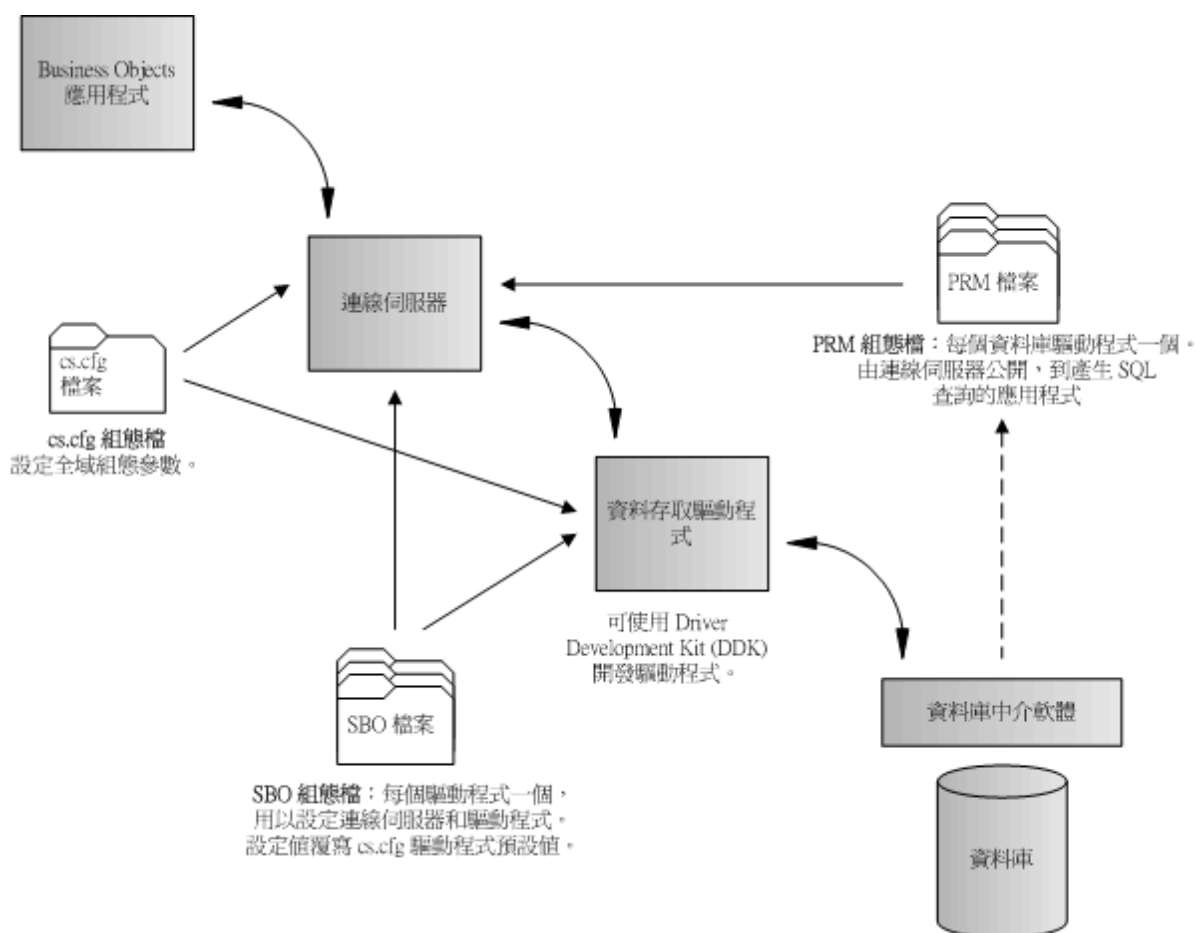 Business Objects
應用程式
連線伺服器
PRM 檔案
PRM 組態檔：每個資料庫驅動程式一個。
由連線伺服器公開，到產生 SQL
查詢的應用程式
cs.cfg
檔案
cs.cfg 組態檔
設定全域組態參數。
資料存取驅動程
式
可使用 Driver
Development Kit (DDK)
開發驅動程式。
SBO 檔案
SBO 組態檔：每個驅動程式一個，
用以設定連線伺服器和驅動程式。
設定值覆寫 cs.cfg 驅動程式預設值。
資料庫中介軟體
資料庫